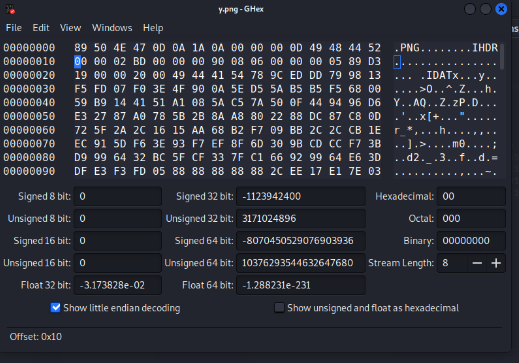 y.png - GHex
File Edit View Windows Help
00000000 89 50 4E 47 0D 0A 1A 0A 00 00 00 0D 49 48 44 52 .PNG........IHDR
00000010 00 00 02 BD 00 00 00 90 08 06 00 00 00 05 89 D3 ................
00000020 19 00 00 20 00 49 44 41 54 78 9C ED DD 79 98 13 ... .IDATx...y..
00000030 F5 FD 07 F0 3E 4F 90 0A 5E D5 5A B5 B5 F5 68 00 ....>O..^.Z...h.
00000040 59 B9 14 41 51 A1 08 5A C5 7A 50 0F 44 94 96 D6 Y..AQ..Z.zP.D...
00000050 E3 27 87 A0 78 5B 2B 8A A8 80 22 88 DC 87 C8 0D .'..x[+...".....
00000060 72 5F 2A 2C 16 15 AA 68 B2 F7 09 BB 2C 2C CB 1E r_*,...h....,,..
00000070 EC 91 5D F6 3E 93 F7 EF 8F 6D 30 9B CD CC F7 3B ..].>....m0....;
00000080 D9 99 64 32 BC 5F CF 33 7F C1 66 92 99 64 E6 3D ..d2._.3..f..d.=
00000090 DF E3 F3 FD 05 88 88 88 88 2C EE 17 E1 7E 03 .........,...~.
Signed 8 bit: 0 Signed 32 bit: -1123942400 Hexadecimal: 00
Unsigned 8 bit: 0 Unsigned 32 bit: 3171024896 Octal: 000
Signed 16 bit: 0 Signed 64 bit: -8070450529076903936 Binary: 00000000
Unsigned 16 bit: 0 Unsigned 64 bit: 10376293544632647680 Stream Length: 8
Float 32 bit: -3.173828e-02 Float 64 bit: -1.288231e-231
Show little endian decoding Show unsigned and float as hexadecimal
Offset: 0x10